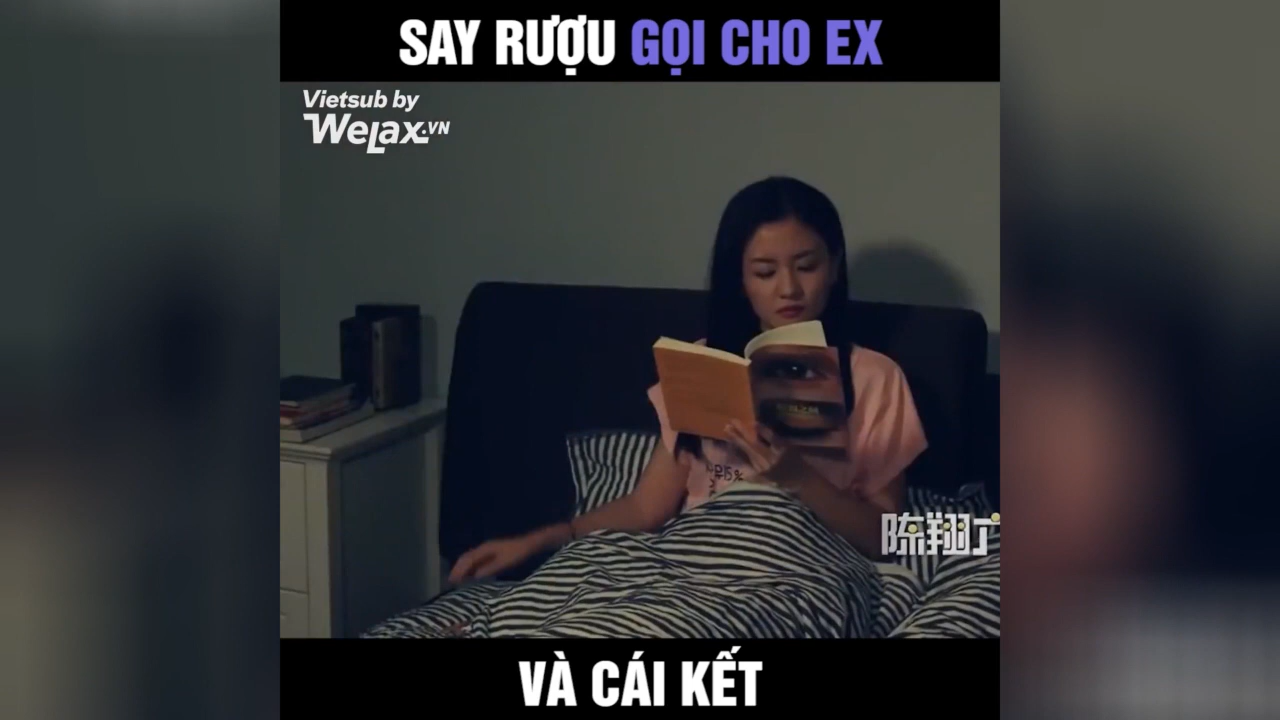 SAY RƯỢU GỌI CHO EX
Vietsub by
WeLax.VN
陈翔
VÀ CÁI KẾT